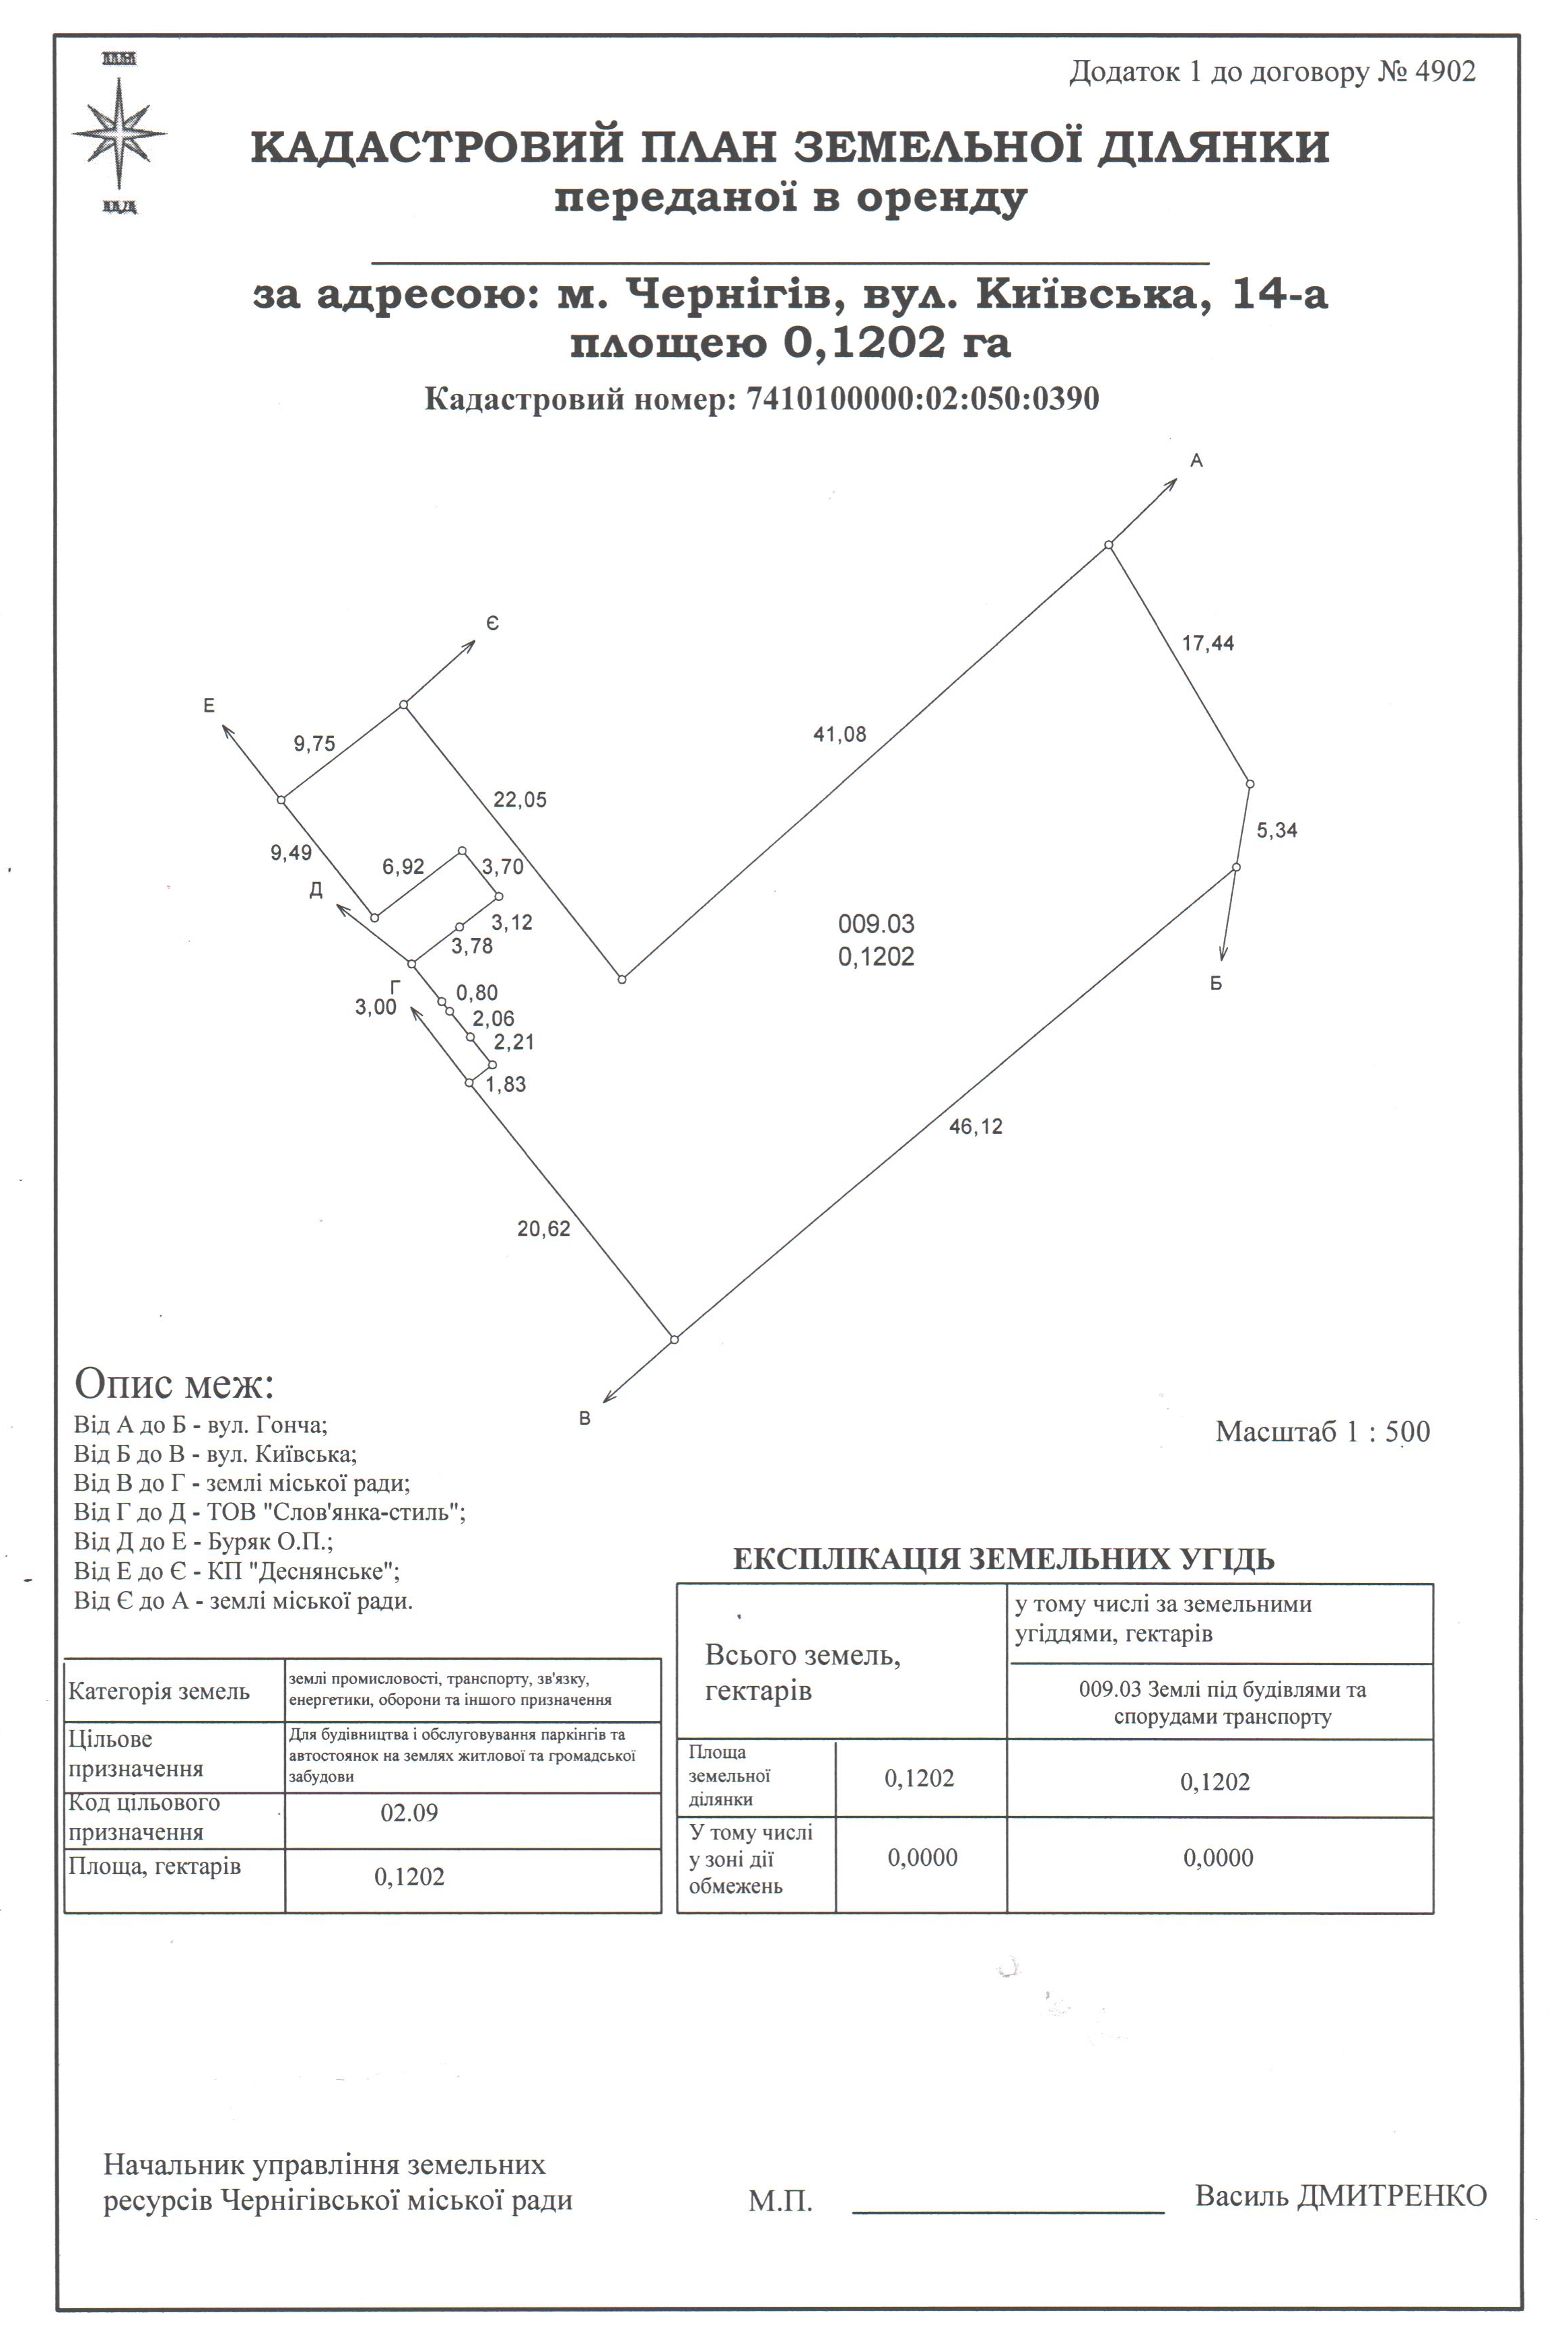 ПН
ПД
Додаток 1 до договору № 4902
КАДАСТРОВИЙ ПЛАН ЗЕМЕЛЬНОЇ ДІЛЯНКИ
переданої в оренду
за адресою: м. Чернігів, вул. Київська, 14-а
площею 0,1202 га
Кадастровий номер: 7410100000:02:050:0390
А
17,44
Є
Е
9,75
41,08
22,05
5,34
9,49
6,92
3,70
Д
3,12
3,78
009.03
0,1202
Б
Г
3,00
0,80
2,06
2,21
1,83
46,12
20,62
В
Опис меж:
Від А до Б - вул. Гонча;
Від Б до В - вул. Київська;
Від В до Г - землі міської ради;
Від Г до Д - ТОВ "Слов'янка-стиль";
Від Д до Е - Буряк О.П.;
Від Е до Є - КП "Деснянське";
Від Є до А - землі міської ради.
Масштаб 1 : 500
Категорія земель
землі промисловості, транспорту, зв'язку,
енергетики, оборони та іншого призначення
Цільове
призначення
Для будівництва і обслуговування паркінгів та
автостоянок на землях житлової та громадської
забудови
Код цільового
призначення
02.09
Площа, гектарів
0,1202
ЕКСПЛІКАЦІЯ ЗЕМЕЛЬНИХ УГІДЬ
Всього земель,
гектарів
у тому числі за земельними
угіддями, гектарів
009.03 Землі під будівлями та
спорудами транспорту
Площа
земельної
ділянки
0,1202
0,1202
У тому числі
у зоні дії
обмежень
0,0000
0,0000
Начальник управління земельних
ресурсів Чернігівської міської ради
М.П.
Василь ДМИТРЕНКО